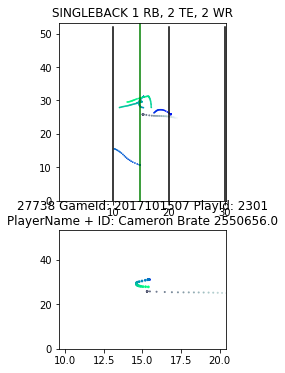 SINGLEBACK 1 RB, 2 TE, 2 WR
50
40
30
20
10
0
10 20 30
27738 GameId: 2017101507 PlayId: 2301
PlayerName + ID: Cameron Brate 2550656.0
40
20
0
10.0 12.5 15.0 17.5 20.0